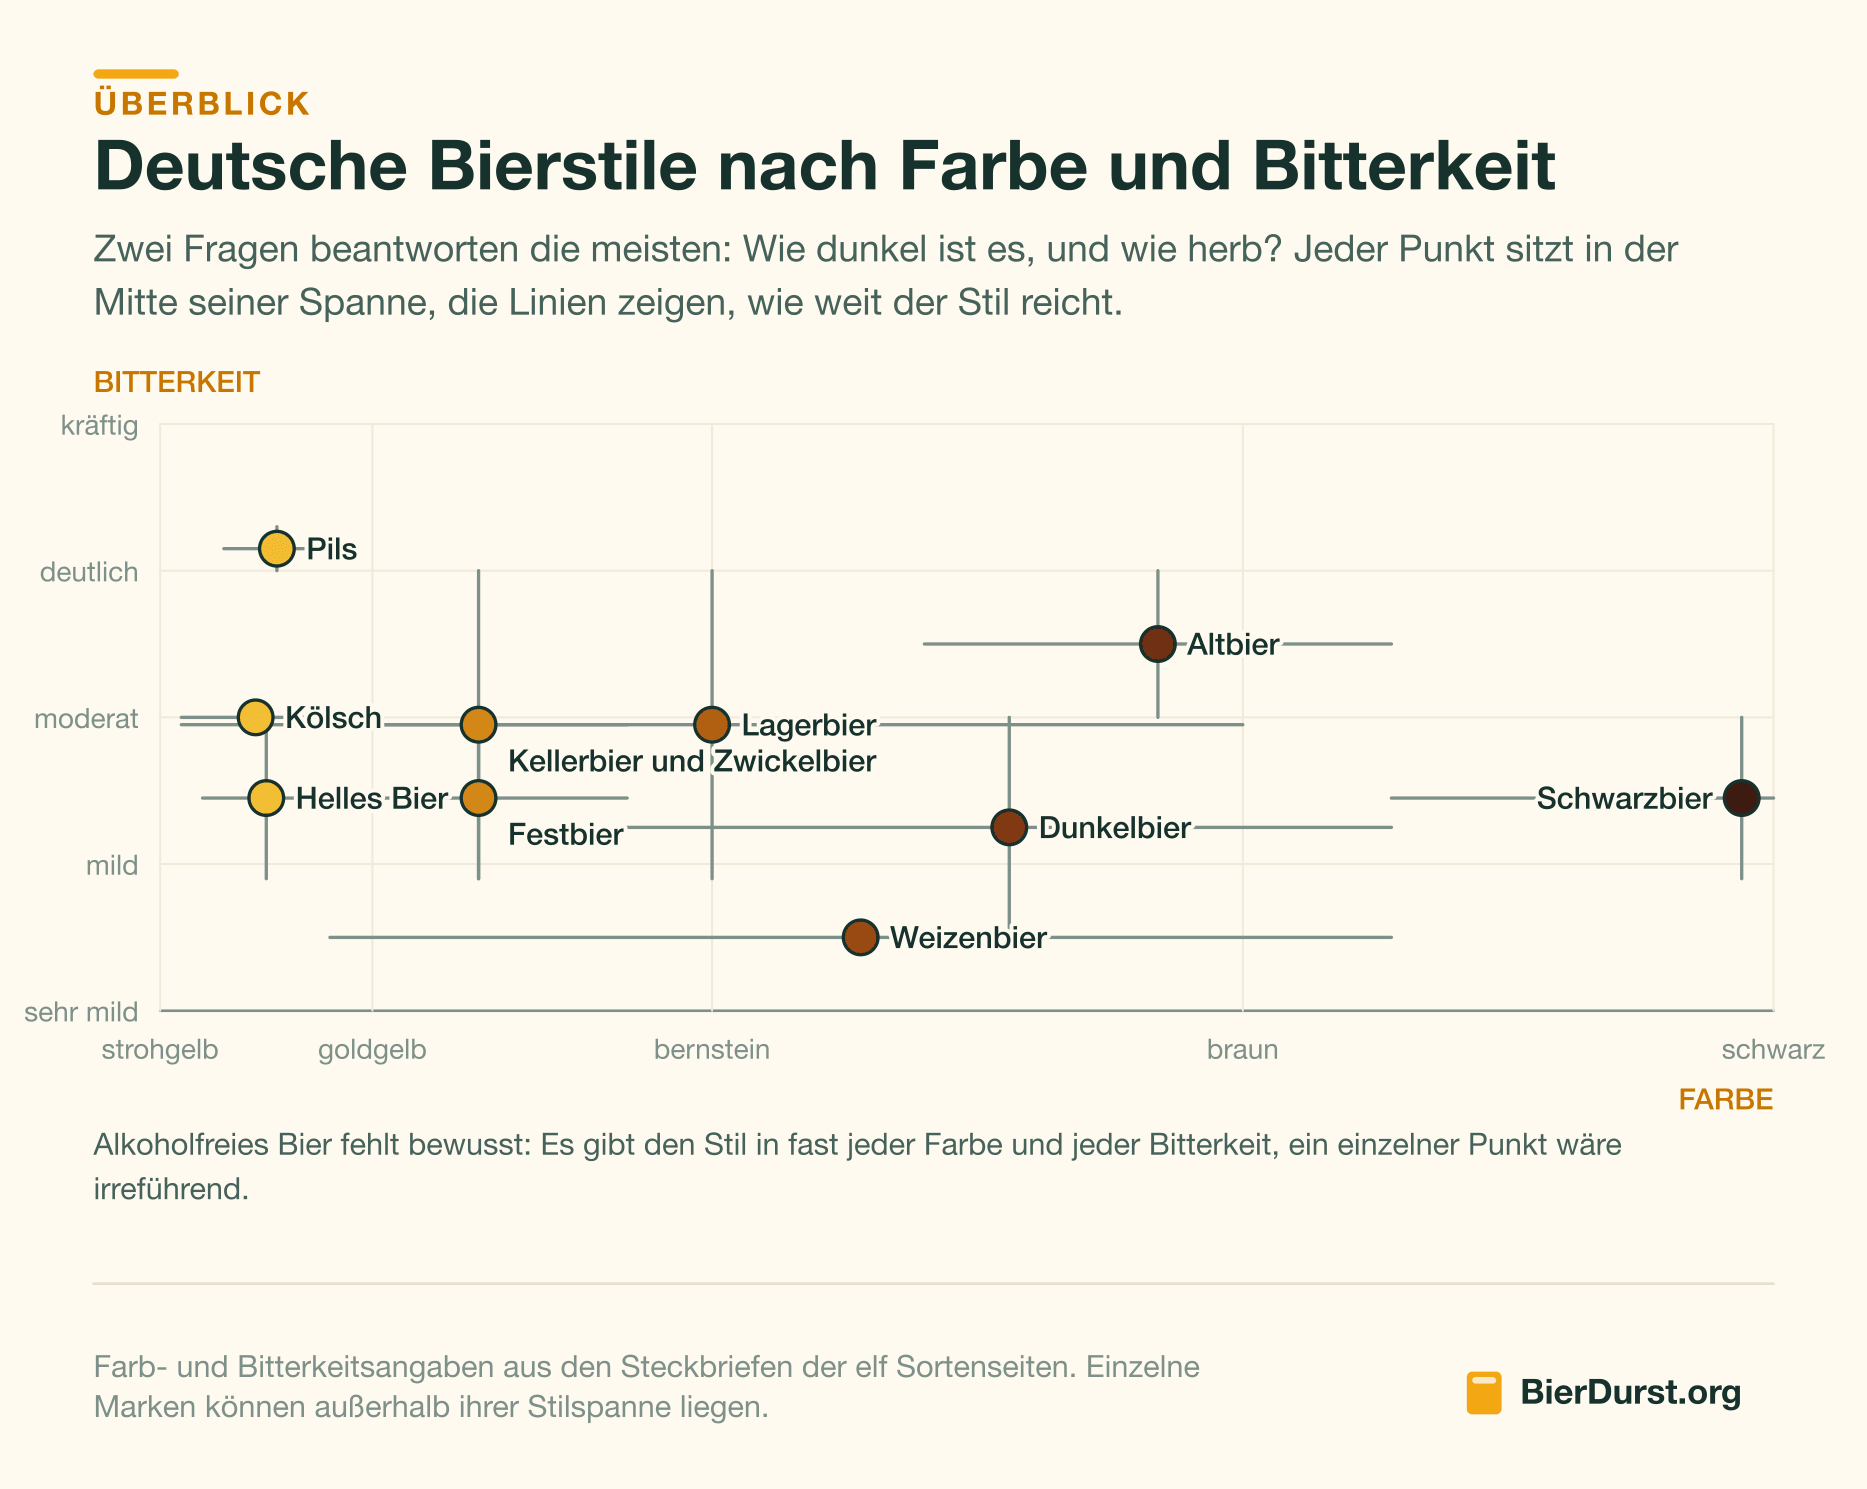 ÜBERBLICK
Deutsche Bierstile nach Farbe und Bitterkeit
Zwei Fragen beantworten die meisten: Wie dunkel ist es, und wie herb? Jeder Punkt sitzt in der
Mitte seiner Spanne, die Linien zeigen, wie weit der Stil reicht.
BITTERKEIT
kräftig
Pils
deutlich
Altbier
moderat
Kölsch
Lagerbier
Kellerbier und Zwickelbier
Helles Bier
Schwarzbier
Festbier
Dunkelbier
mild
Weizenbier
sehr mild
strohgelb
goldgelb
bernstein
braun
schwarz
FARBE
Alkoholfreies Bier fehlt bewusst: Es gibt den Stil in fast jeder Farbe und jeder Bitterkeit, ein einzelner Punkt wäre
irreführend.
Farb- und Bitterkeitsangaben aus den Steckbriefen der elf Sortenseiten. Einzelne
Marken können außerhalb ihrer Stilspanne liegen.
BierDurst.org